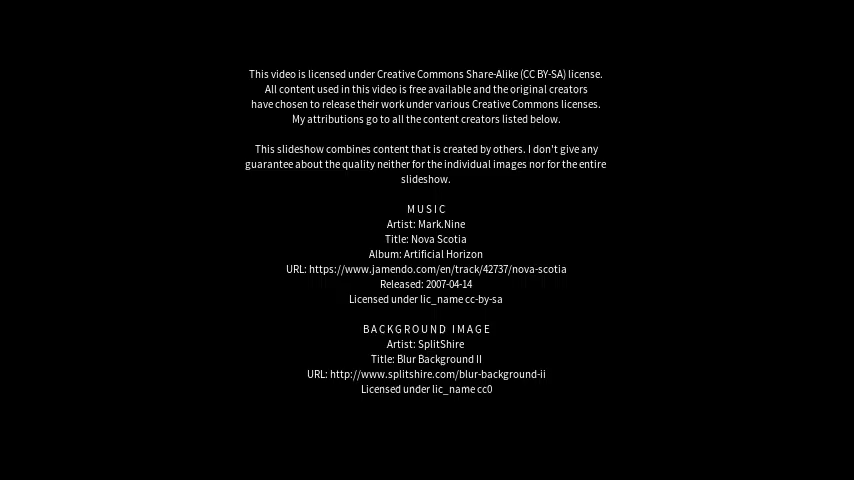 This video is licensed under Creative Commons Share-Alike (CC BY-SA) license.
All content used in this video is free available and the original creators
have chosen to release their work under various Creative Commons licenses.
My attributions go to all the content creators listed below.
This slideshow combines content that is created by others. I don't give any
guarantee about the quality neither for the individual images nor for the entire
slideshow.
MUSIC
Artist: Mark.Nine
Title: Nova Scotia
Album: Artificial Horizon
URL: https://www.jamendo.com/en/track/42737/nova-scotia
Released: 2007-04-14
Licensed under lic_name cc-by-sa
BACKGROUND IMAGE
Artist: SplitShire
Title: Blur Background II
URL: http://www.splitshire.com/blur-background-ii
Licensed under lic_name cc0